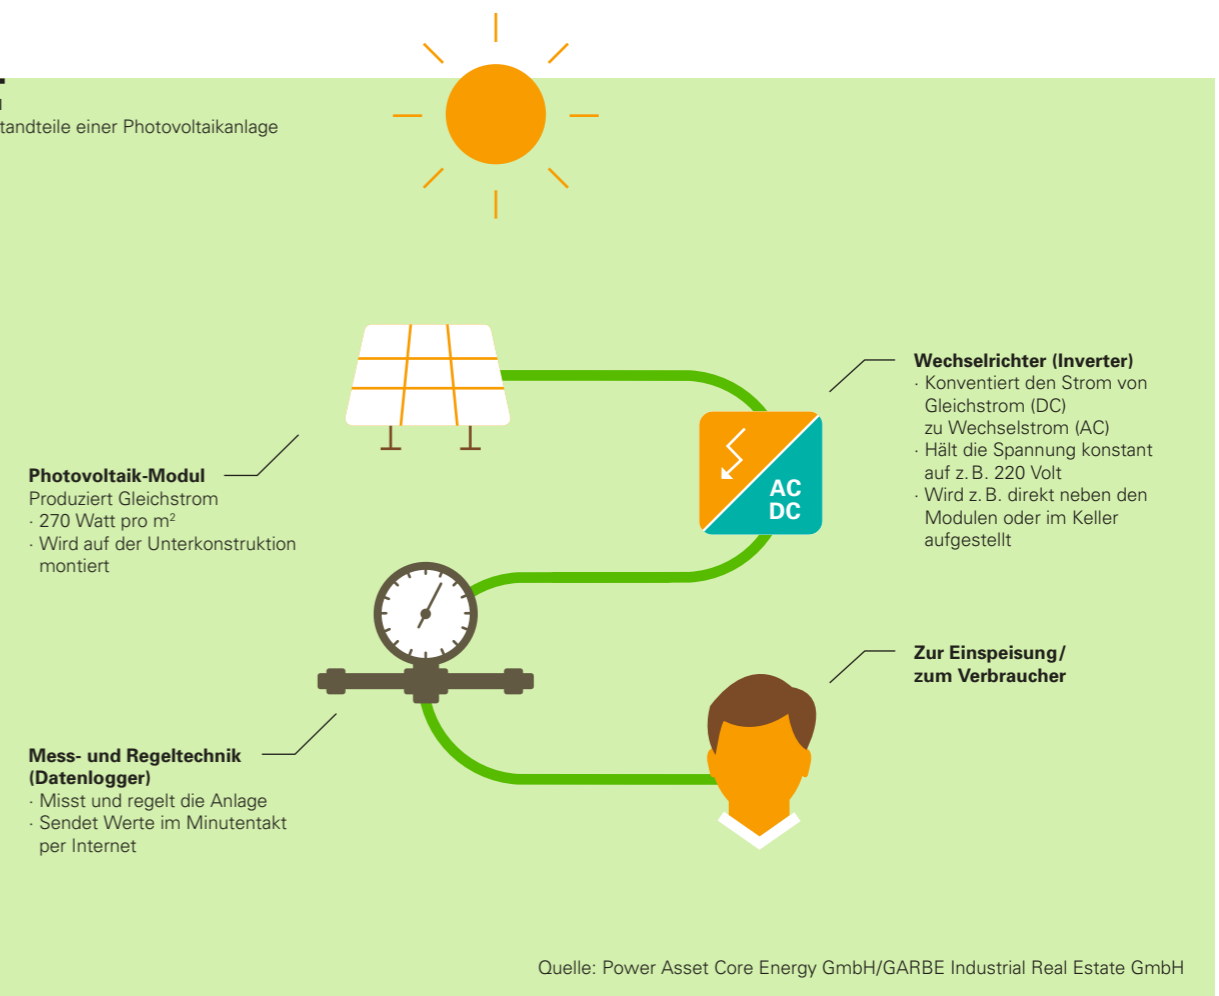 tandteile einer Photovoltaikanlage
Wechselrichter (Inverter)
· Konventiert den Strom von
Gleichstrom (DC)
zu Wechselstrom (AC)
· Hält die Spannung konstant
auf z. B. 220 Volt
· Wird z. B. direkt neben den
Modulen oder im Keller
aufgestellt
AC
DC
Photovoltaik-Modul
Produziert Gleichstrom
· 270 Watt pro m²
· Wird auf der Unterkonstruktion
montiert
Zur Einspeisung/
zum Verbraucher
Mess- und Regeltechnik
(Datenlogger)
· Misst und regelt die Anlage
· Sendet Werte im Minutentakt
per Internet
Quelle: Power Asset Core Energy GmbH/GARBE Industrial Real Estate GmbH